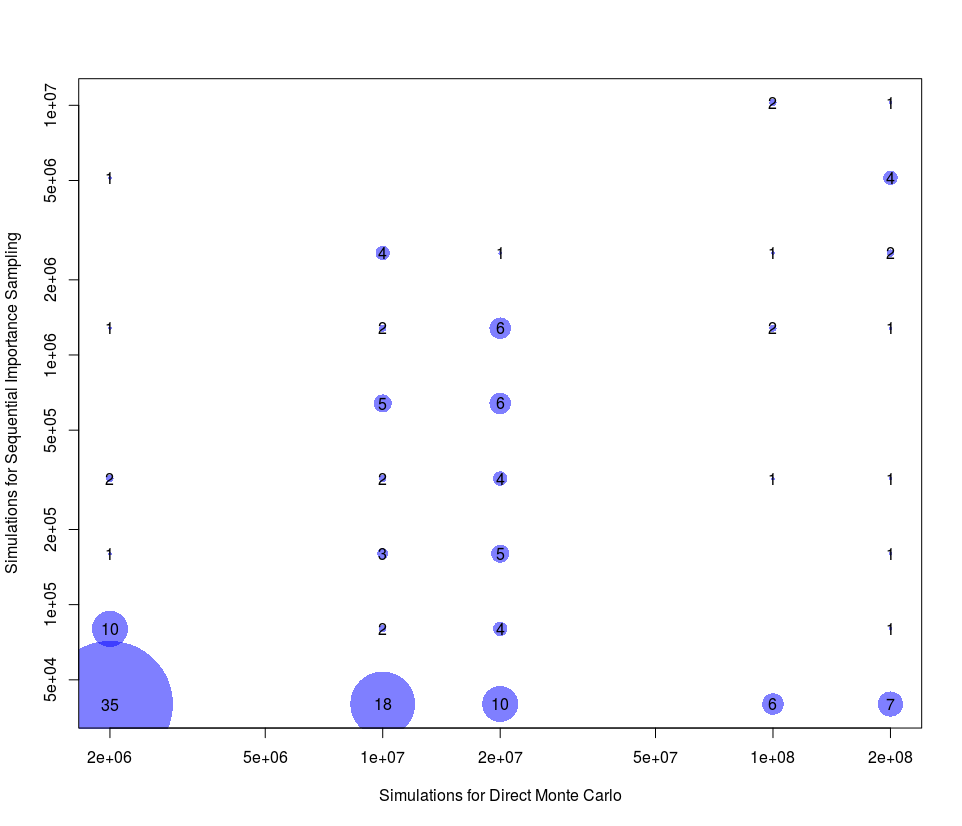 1e+07
2
1
5e+06
1
4
4
1
1
2
2e+06
1
2
6
2
1
1e+06
5
6
5e+05
2
2
4
1
1
2e+05
1
3
5
1
1e+05
10
2
4
1
5e+04
35
18
10
6
7
2e+06
5e+06
1e+07
2e+07
5e+07
1e+08
2e+08
Simulations for Direct Monte Carlo
Simulations for Sequential Importance Sampling